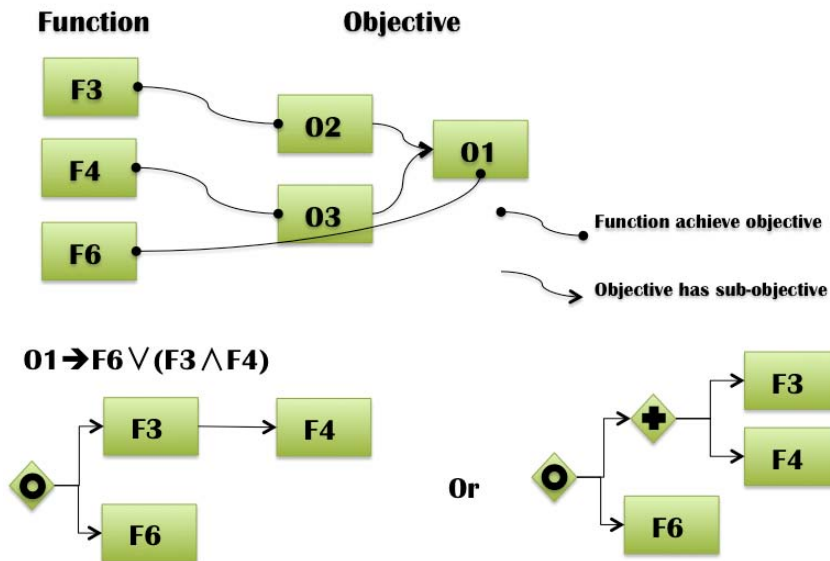 Function Objective
F3
O2
O1
F4
O3
F6
Function achieve objective
Objective has sub-objective
O1➔F6∨(F3∧F4)
F3 F4
F6
Or
F3
F4
F6